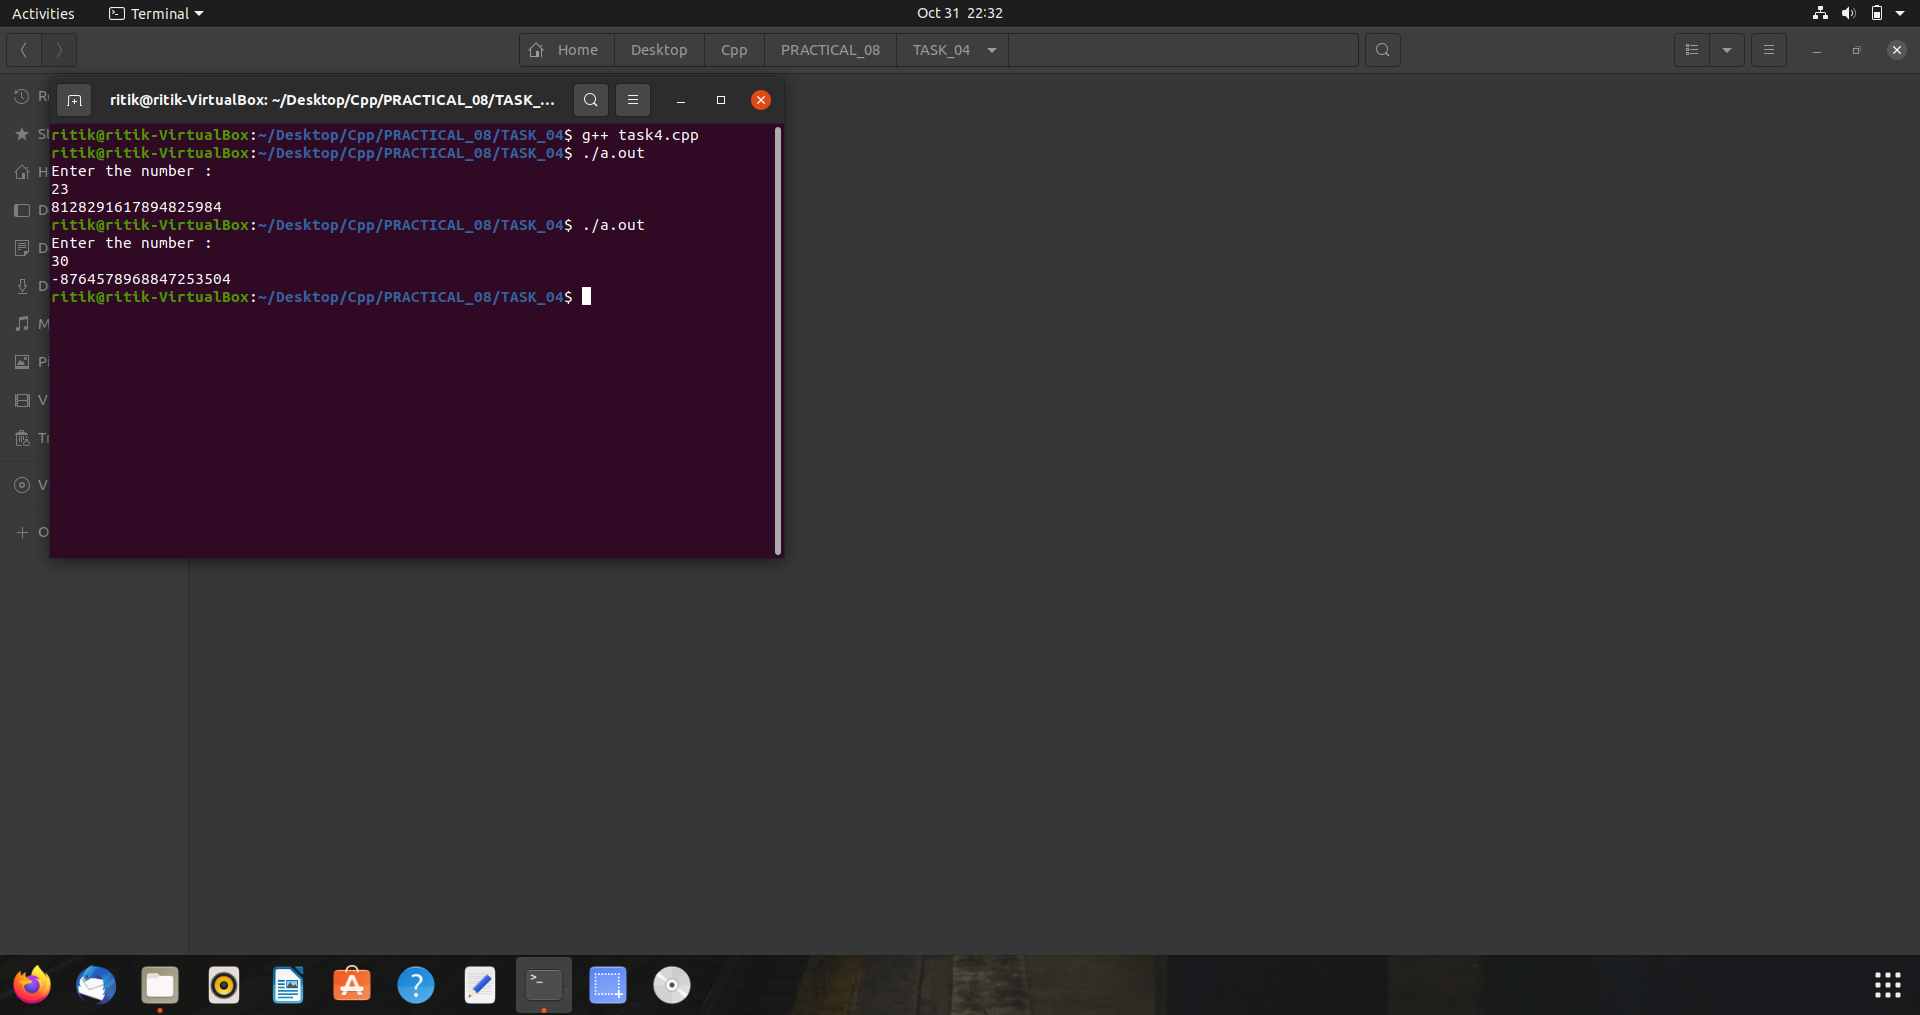 Activities
Terminal
Oct 31 22:32
Home
Desktop
Cpp
PRACTICAL_08
TASK_04
ritik@ritik-VirtualBox: ~/Desktop/Cpp/PRACTICAL_08/TASK_...
ritik@ritik-VirtualBox:~/Desktop/Cpp/PRACTICAL_08/TASK_04$ g++ task4.cpp
ritik@ritik-VirtualBox:~/Desktop/Cpp/PRACTICAL_08/TASK_04$ ./a.out
Enter the number :
23
8128291617894825984
ritik@ritik-VirtualBox:~/Desktop/Cpp/PRACTICAL_08/TASK_04$ ./a.out
Enter the number :
30
-8764578968847253504
ritik@ritik-VirtualBox:~/Desktop/Cpp/PRACTICAL_08/TASK_04$